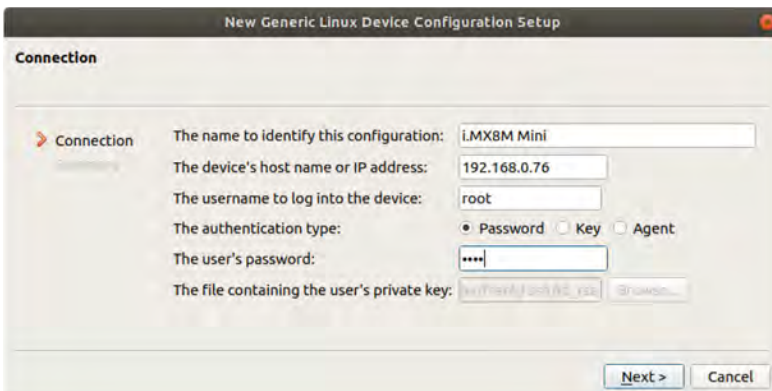 New Generic Linux Device Configuration Setup
Connection
Connection
The name to identify this configuration: i.MX8M Mini
The device's host name or IP address: 192.168.0.76
The username to log into the device: root
The authentication type: Password Key Agent
The user's password: ••••
The file containing the user's private key: Browse...
Next > Cancel